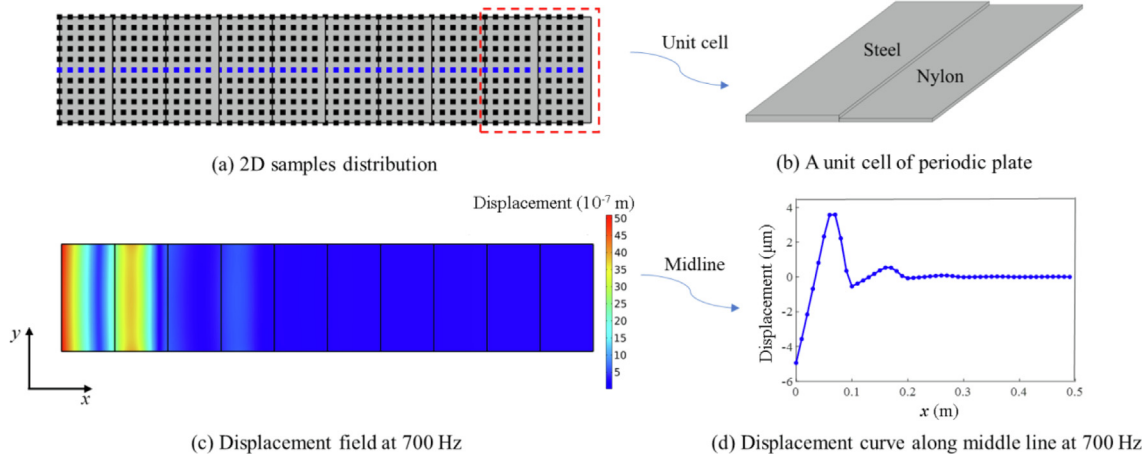 Unit cell
Steel
Nylon
(a) 2D samples distribution
(b) A unit cell of periodic plate
Displacement (10⁻⁷ m)
50
45
40
35
30
25
20
15
10
5
y
x
Midline
Displacement (μm)
4
2
0
-2
-4
-6
0
0.1
0.2
0.3
0.4
0.5
x (m)
(c) Displacement field at 700 Hz
(d) Displacement curve along middle line at 700 Hz